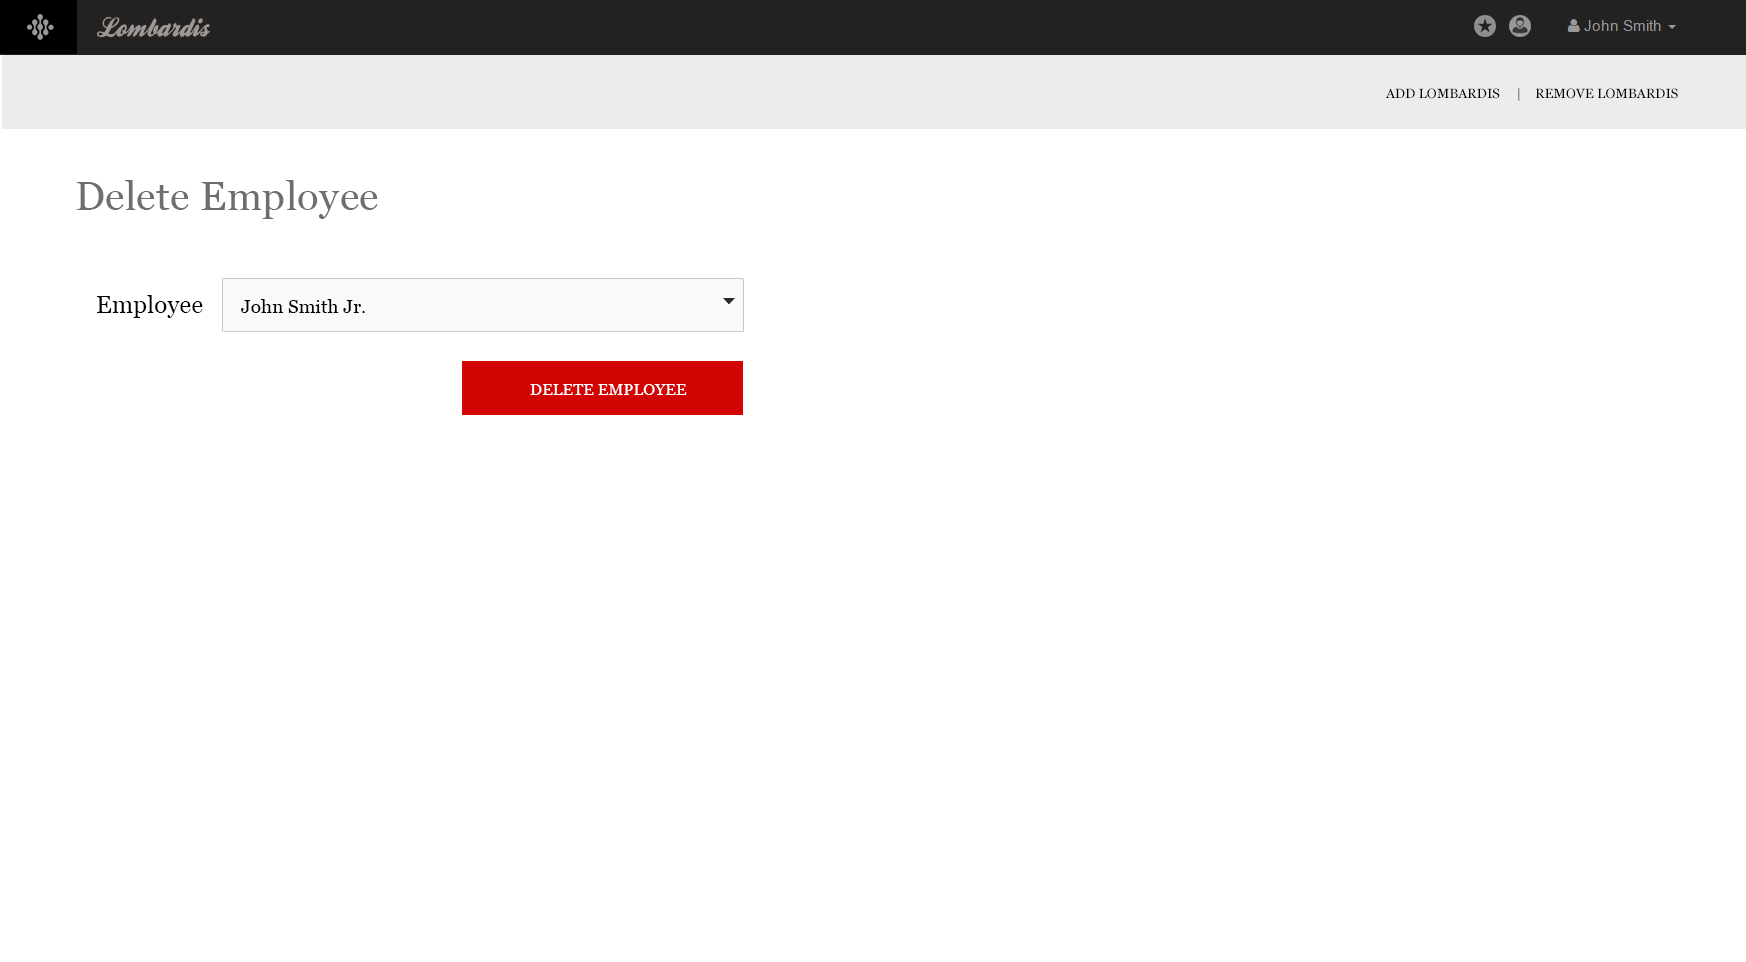 Lombardis
John Smith
ADD LOMBARDIS | REMOVE LOMBARDIS
Delete Employee
Employee
John Smith Jr.
DELETE EMPLOYEE